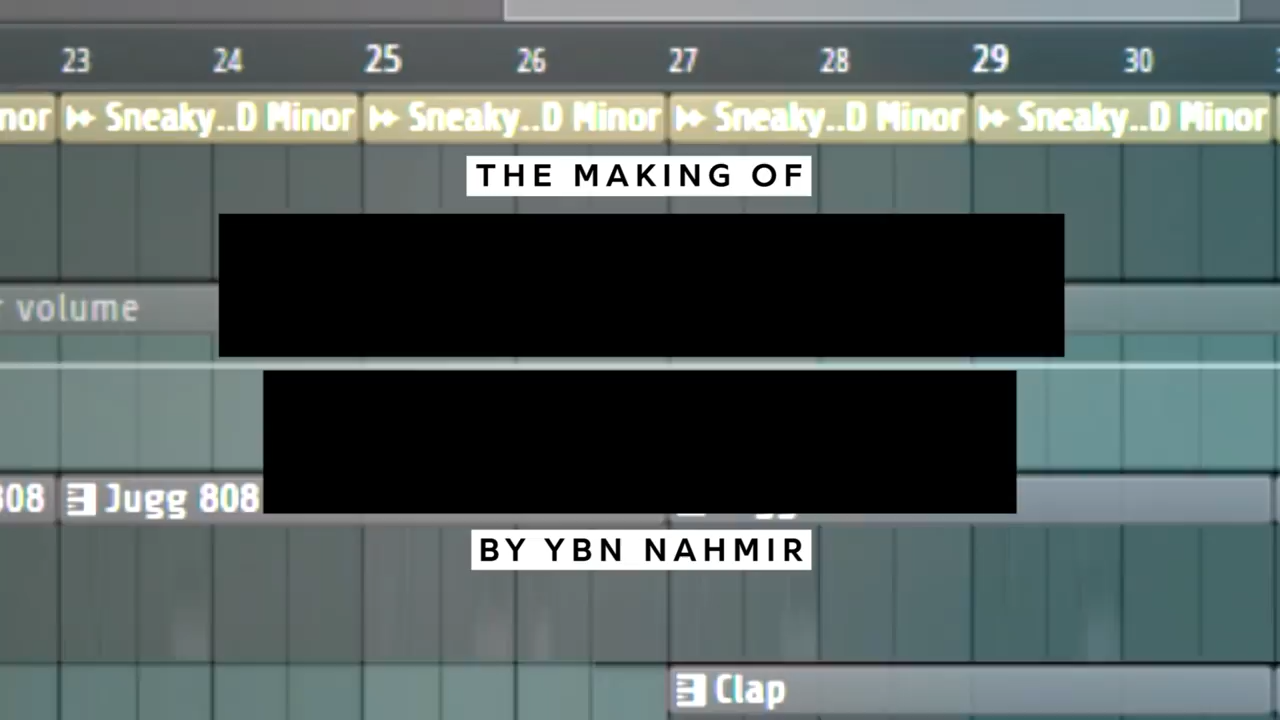 23 24 25 26 27 28 29 30
nor Sneaky..D Minor Sneaky..D Minor Sneaky..D Minor Sneaky..D Minor
THE MAKING OF
volume
808 Jugg 808
BY YBN NAHMIR
Clap